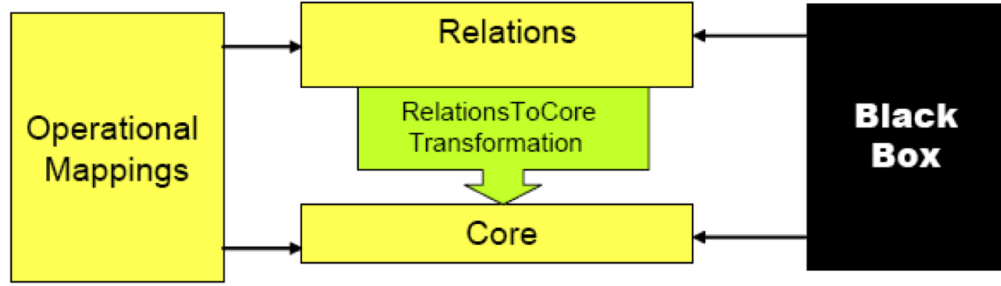 Relations
Operational
Mappings
RelationsToCore
Transformation
Core
Black
Box